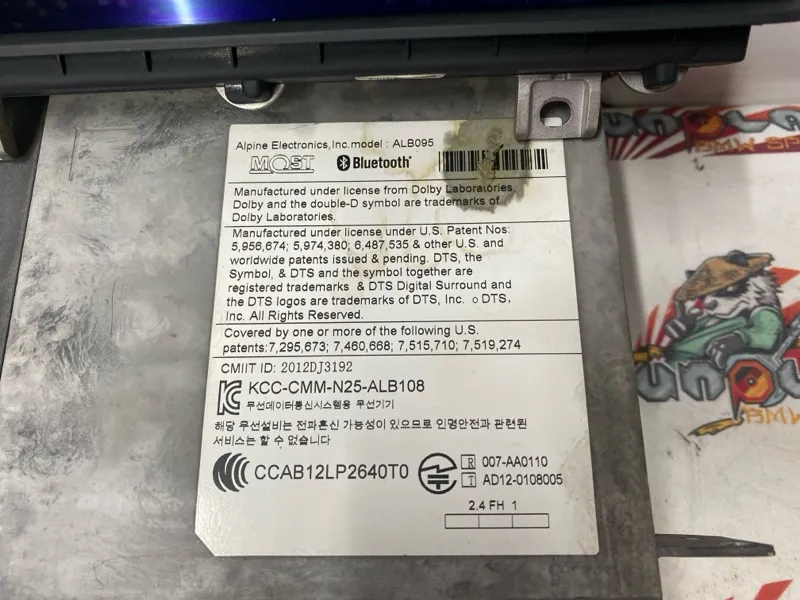 Alpine Electronics, Inc. model : ALB095
MOST Bluetooth®
Manufactured under license from Dolby Laboratories.
Dolby and the double-D symbol are trademarks of
Dolby Laboratories.
Manufactured under license under U.S. Patent Nos:
5,956,674; 5,974,380; 6,487,535 & other U.S. and
worldwide patents issued & pending. DTS, the
Symbol, & DTS and the symbol together are
registered trademarks & DTS Digital Surround and
the DTS logos are trademarks of DTS, Inc. o DTS,
Inc. All Rights Reserved.
Covered by one or more of the following U.S.
patents:7,295,673; 7,460,668; 7,515,710; 7,519,274
CMIIT ID: 2012DJ3192
KCC-CMM-N25-ALB108
무선데이터통신시스템용 무선기기
해당 무선설비는 전파혼신 가능성이 있으므로 인명안전과 관련된
서비스는 할 수 없습니다
CCAB12LP2640T0
R 007-AA0110
T AD12-0108005
2.4 FH 1
BMW SP
BMW